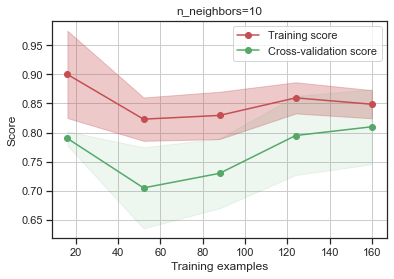 n_neighbors=10
Training score
Cross-validation score
Score
0.95
0.90
0.85
0.80
0.75
0.70
0.65
20 40 60 80 100 120 140 160
Training examples